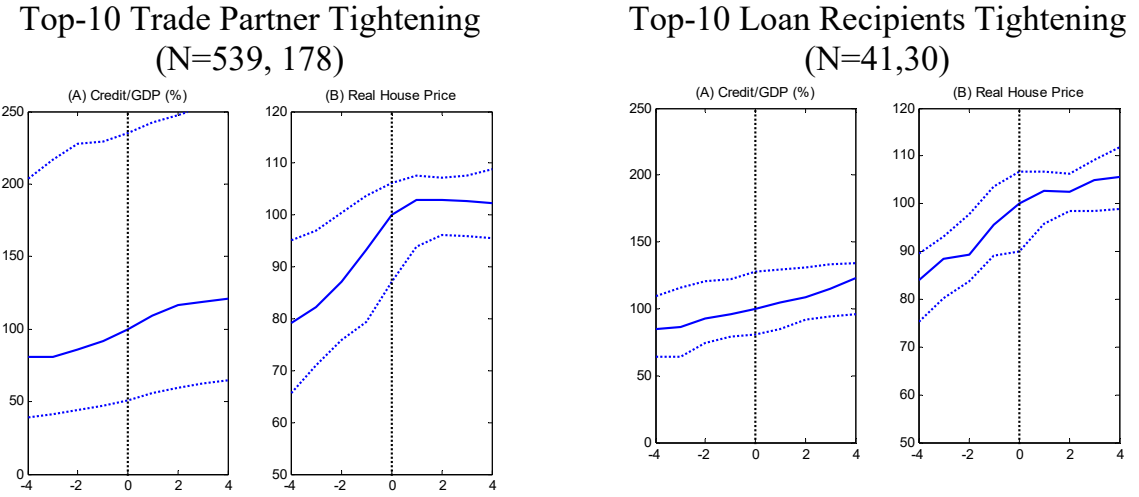 Top-10 Trade Partner Tightening
(N=539, 178)
(A) Credit/GDP (%)
250
200
150
100
50
0
-4 -2 0 2 4
(B) Real House Price
120
110
100
90
80
70
60
50
-4 -2 0 2 4
Top-10 Loan Recipients Tightening
(N=41,30)
(A) Credit/GDP (%)
250
200
150
100
50
0
-4 -2 0 2 4
(B) Real House Price
120
110
100
90
80
70
60
50
-4 -2 0 2 4